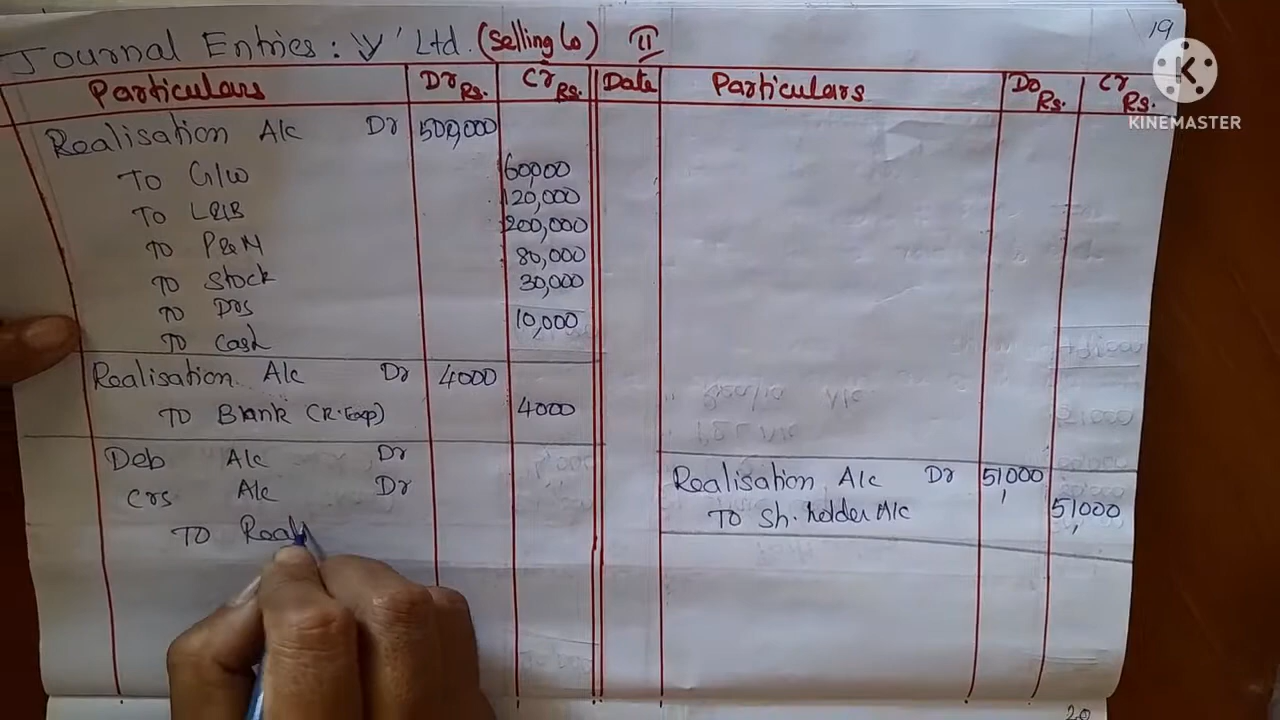 19
Journal Entries: 'V' Ltd. (Selling Co) II
Particulars Dr Rs. Cr Rs. Date Particulars Dr Rs. Cr Rs.
KINEMASTER
Realisation A/c Dr 500,000
To G/W 60,000
To L&B 120,000
To P&M 200,000
To Stock 80,000
To Drs 30,000
To Cash 10,000
Realisation A/c Dr 4000
To Bank (R.Exp) 4000
Deb A/c Dr
Crs A/c Dr
To Real
Realisation A/c Dr 51,000
To Sh. holder A/c 51,000
20